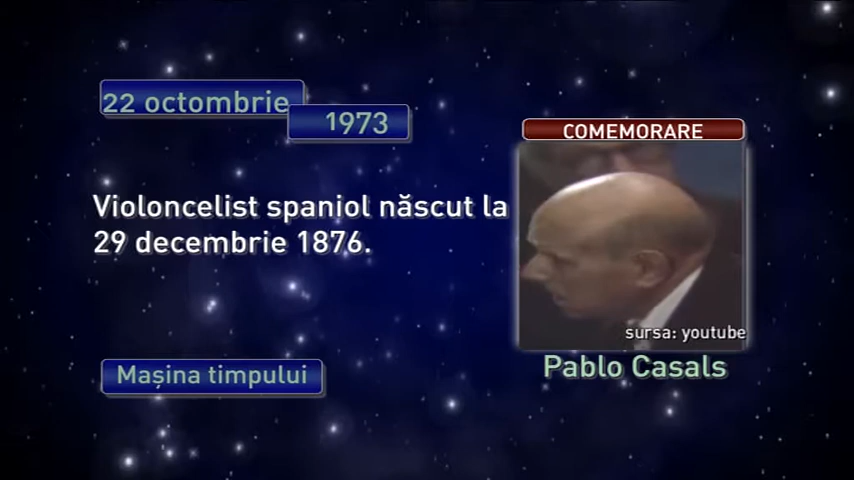 22 octombrie
1973
COMEMORARE
Violoncelist spaniol născut la
29 decembrie 1876.
sursa: youtube
Pablo Casals
Mașina timpului